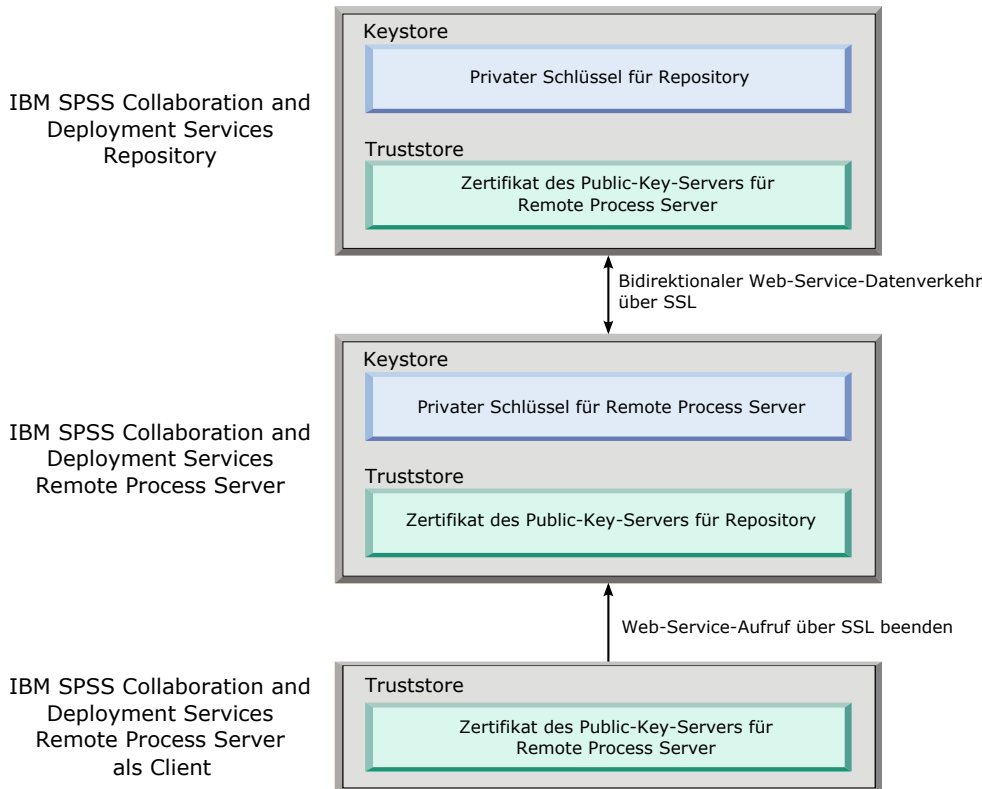 Keystore
Privater Schlüssel für Repository
IBM SPSS Collaboration and
Deployment Services
Repository
Truststore
Zertifikat des Public-Key-Servers für
Remote Process Server
Bidirektionaler Web-Service-Datenverkehr
über SSL
Keystore
Privater Schlüssel für Remote Process Server
IBM SPSS Collaboration and
Deployment Services
Remote Process Server
Truststore
Zertifikat des Public-Key-Servers für Repository
Web-Service-Aufruf über SSL beenden
IBM SPSS Collaboration and
Deployment Services
Remote Process Server
als Client
Truststore
Zertifikat des Public-Key-Servers für
Remote Process Server